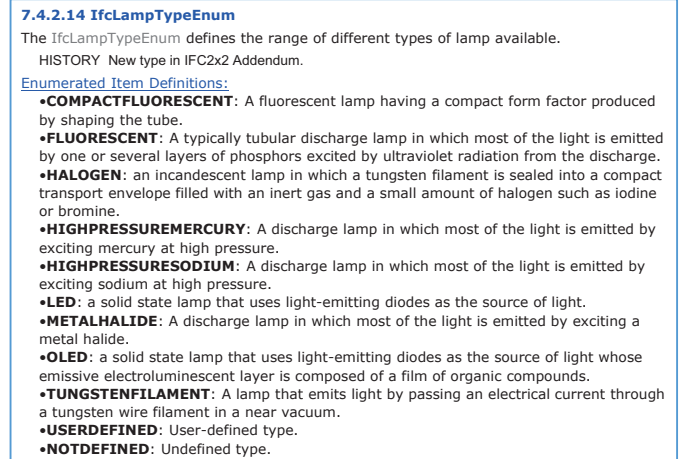 7.4.2.14 IfcLampTypeEnum
The IfcLampTypeEnum defines the range of different types of lamp available.
HISTORY New type in IFC2x2 Addendum.
Enumerated Item Definitions:
•COMPACTFLUORESCENT: A fluorescent lamp having a compact form factor produced
by shaping the tube.
•FLUORESCENT: A typically tubular discharge lamp in which most of the light is emitted
by one or several layers of phosphors excited by ultraviolet radiation from the discharge.
•HALOGEN: an incandescent lamp in which a tungsten filament is sealed into a compact
transport envelope filled with an inert gas and a small amount of halogen such as iodine
or bromine.
•HIGHPRESSUREMERCURY: A discharge lamp in which most of the light is emitted by
exciting mercury at high pressure.
•HIGHPRESSURESODIUM: A discharge lamp in which most of the light is emitted by
exciting sodium at high pressure.
•LED: a solid state lamp that uses light-emitting diodes as the source of light.
•METALHALIDE: A discharge lamp in which most of the light is emitted by exciting a
metal halide.
•OLED: a solid state lamp that uses light-emitting diodes as the source of light whose
emissive electroluminescent layer is composed of a film of organic compounds.
•TUNGSTENFILAMENT: A lamp that emits light by passing an electrical current through
a tungsten wire filament in a near vacuum.
•USERDEFINED: User-defined type.
•NOTDEFINED: Undefined type.